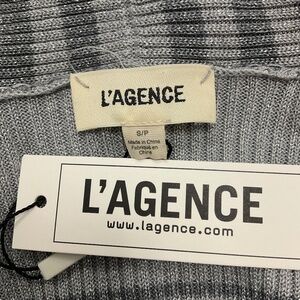 L'AGENCE
S/P
Made in China
Fabriqué en
Chine
L'AGENCE
www.lagence.com